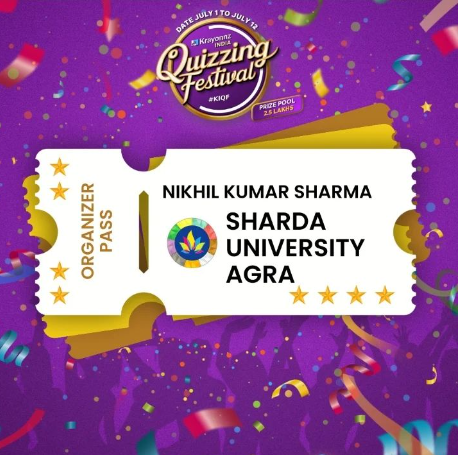 DATE JULY 1 TO JULY 12
Krayonnz
INDIA
Quizzing
Festival
#KIQF
PRIZE POOL
2.5 LAKHS
ORGANIZER
PASS
NIKHIL KUMAR SHARMA
SHARDA
UNIVERSITY
AGRA